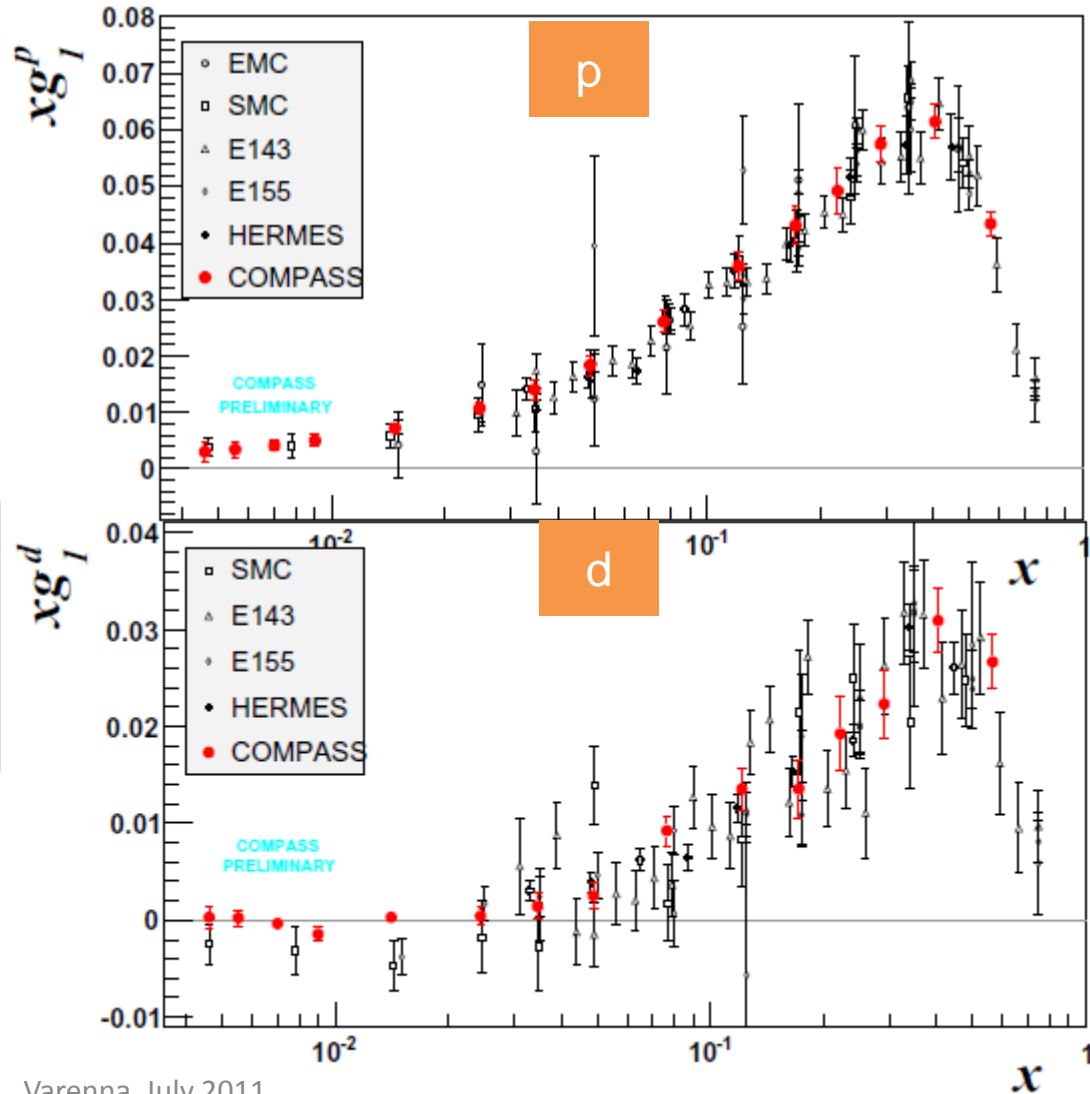 0.08
0.07
0.06
0.05
0.04
0.03
0.02
0.01
0
xg₁ᵖ
EMC
SMC
E143
E155
HERMES
COMPASS
p
COMPASS
PRELIMINARY
10⁻²
10⁻¹
1
x
0.04
0.03
0.02
0.01
0
-0.01
xg₁ᵈ
SMC
E143
E155
HERMES
COMPASS
d
COMPASS
PRELIMINARY
10⁻²
10⁻¹
1
x
Varenna, July 2011